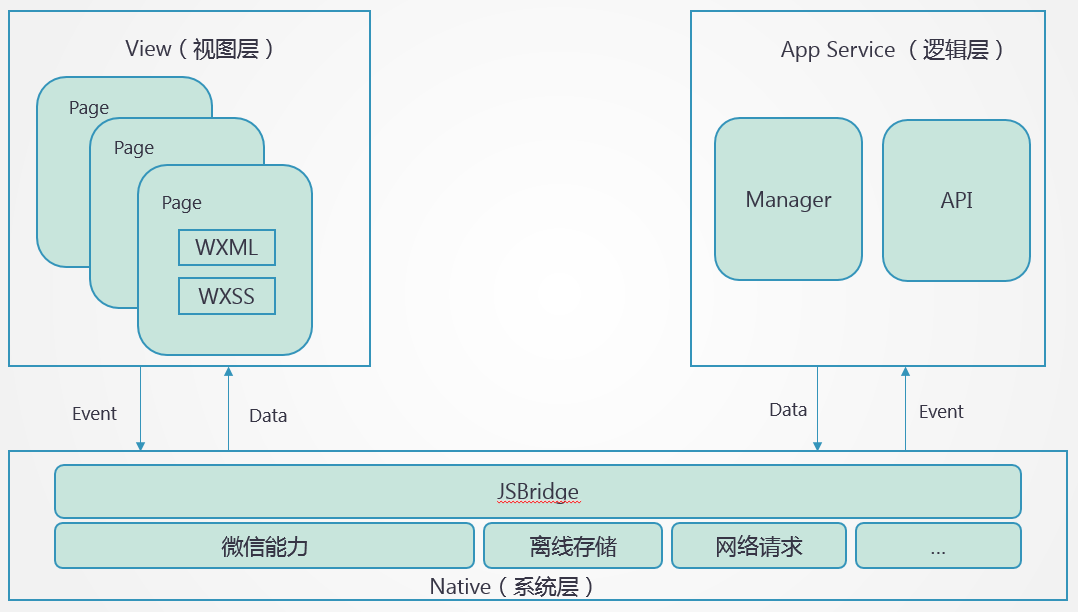 View（视图层）
Page
Page
Page
WXML
WXSS
App Service （逻辑层）
Manager
API
Event
Data
Data
Event
JSBridge
微信能力
离线存储
网络请求
...
Native（系统层）